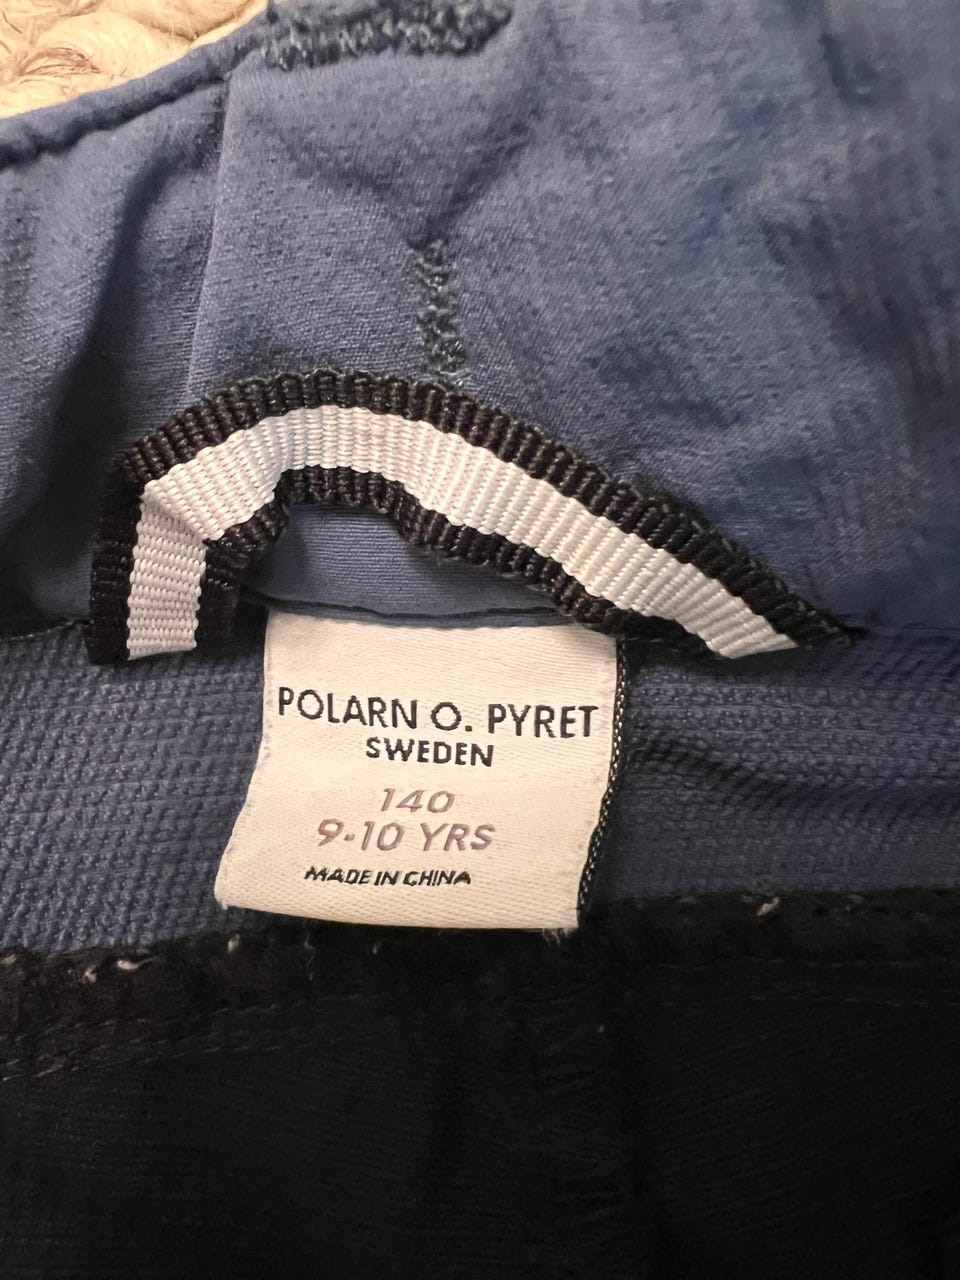 POLARN O. PYRET
SWEDEN
140
9-10 YRS
MADE IN CHINA